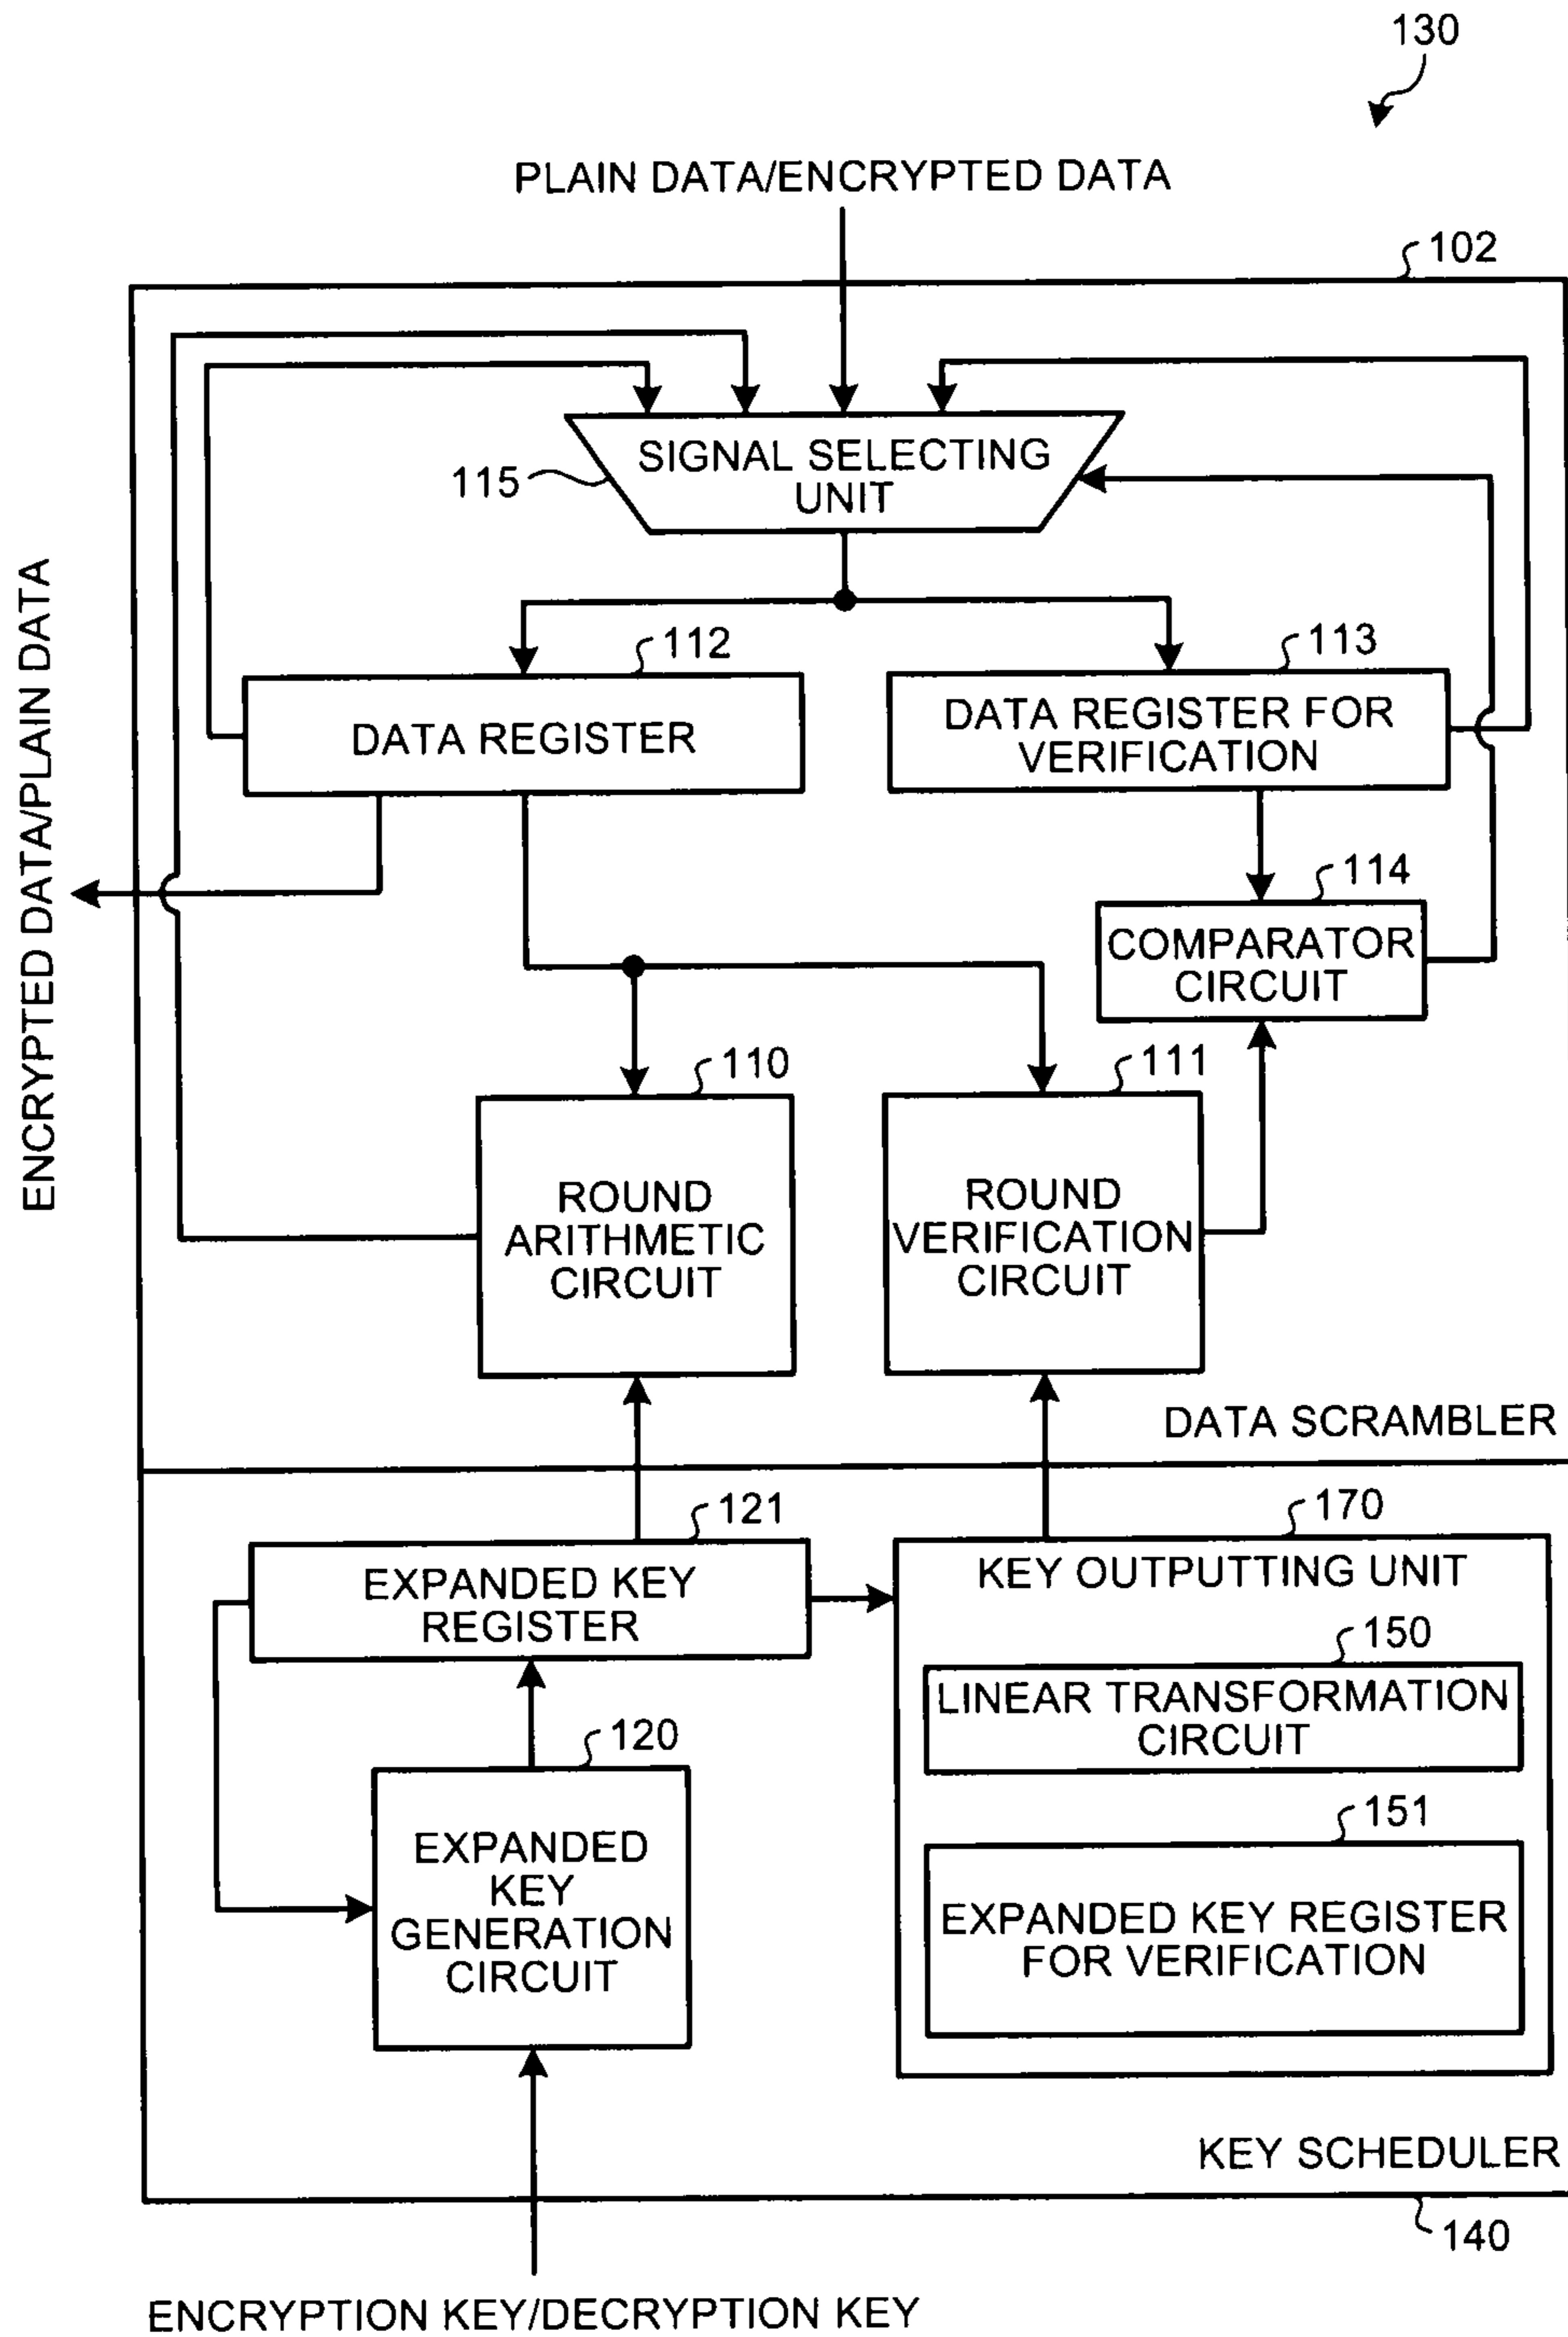 130
PLAIN DATA/ENCRYPTED DATA
102
SIGNAL SELECTING
UNIT
115
ENCRYPTED DATA/PLAIN DATA
112
DATA REGISTER
113
DATA REGISTER FOR
VERIFICATION
114
COMPARATOR
CIRCUIT
110
ROUND
ARITHMETIC
CIRCUIT
111
ROUND
VERIFICATION
CIRCUIT
DATA SCRAMBLER
121
EXPANDED KEY
REGISTER
170
KEY OUTPUTTING UNIT
150
LINEAR TRANSFORMATION
CIRCUIT
120
EXPANDED
KEY
GENERATION
CIRCUIT
151
EXPANDED KEY REGISTER
FOR VERIFICATION
KEY SCHEDULER
140
ENCRYPTION KEY/DECRYPTION KEY